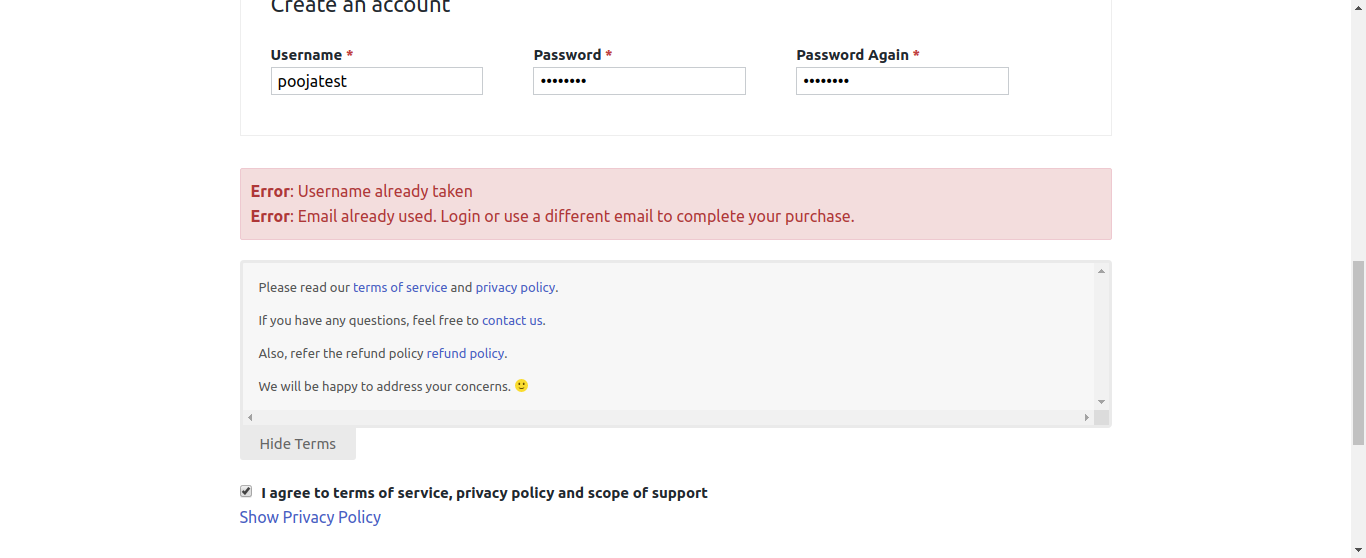 Create an account
Username * Password * Password Again *
poojatest •••••••• ••••••••
Error: Username already taken
Error: Email already used. Login or use a different email to complete your purchase.
Please read our terms of service and privacy policy.
If you have any questions, feel free to contact us.
Also, refer the refund policy refund policy.
We will be happy to address your concerns. 🙂
Hide Terms
I agree to terms of service, privacy policy and scope of support
Show Privacy Policy